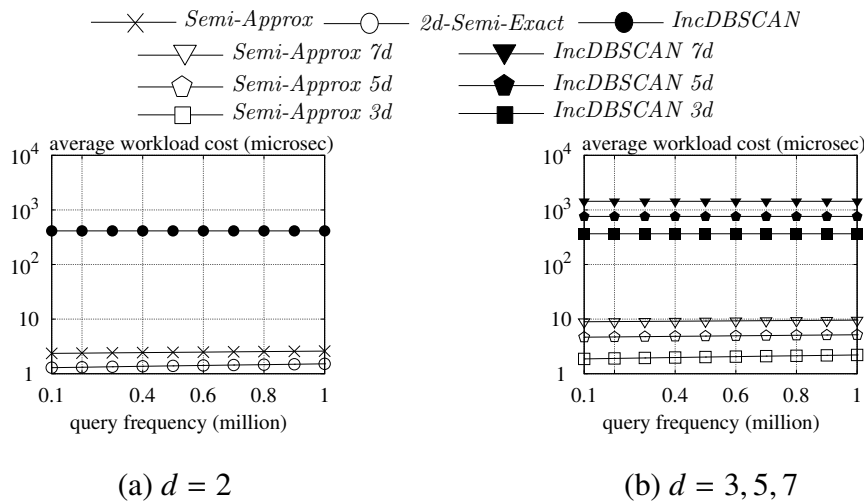 Semi-Approx 2d-Semi-Exact IncDBSCAN
Semi-Approx 7d IncDBSCAN 7d
Semi-Approx 5d IncDBSCAN 5d
Semi-Approx 3d IncDBSCAN 3d
average workload cost (microsec)
10^4
10^3
10^2
10
1
0.1 0.4 0.6 0.8 1
query frequency (million)
(a) d = 2
average workload cost (microsec)
10^4
10^3
10^2
10
1
0.1 0.4 0.6 0.8 1
query frequency (million)
(b) d = 3, 5, 7